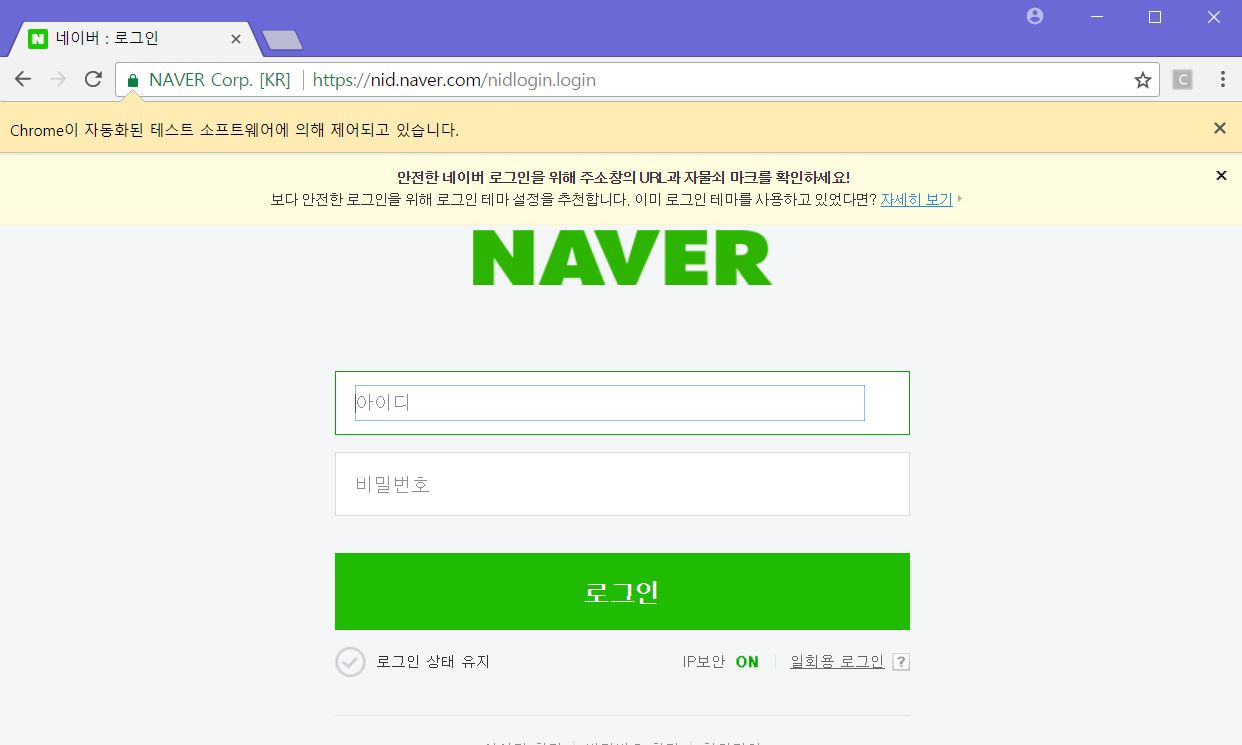 네이버 : 로그인
NAVER Corp. [KR] https://nid.naver.com/nidlogin.login
C
Chrome이 자동화된 테스트 소프트웨어에 의해 제어되고 있습니다.
안전한 네이버 로그인을 위해 주소창의 URL과 자물쇠 마크를 확인하세요!
보다 안전한 로그인을 위해 로그인 테마 설정을 추천합니다. 이미 로그인 테마를 사용하고 있었다면? 자세히 보기
NAVER
아이디
비밀번호
로그인
로그인 상태 유지 IP보안 ON 일회용 로그인 ?